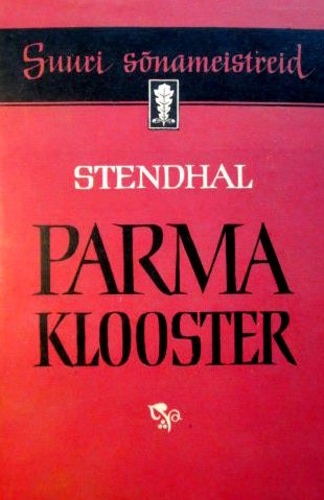 Suuri sõnameistreid
STENDHAL
PARMA
KLOOSTER